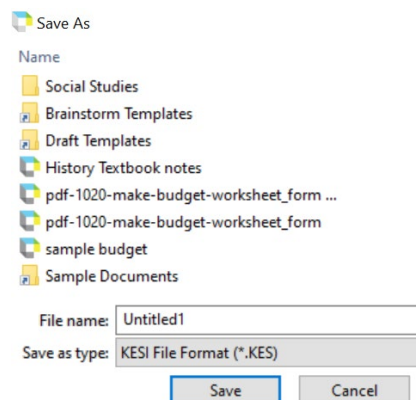 Save As
Name
Social Studies
Brainstorm Templates
Draft Templates
History Textbook notes
pdf-1020-make-budget-worksheet_form ...
pdf-1020-make-budget-worksheet_form
sample budget
Sample Documents
File name: Untitled1
Save as type: KESI File Format (*.KES)
Save Cancel